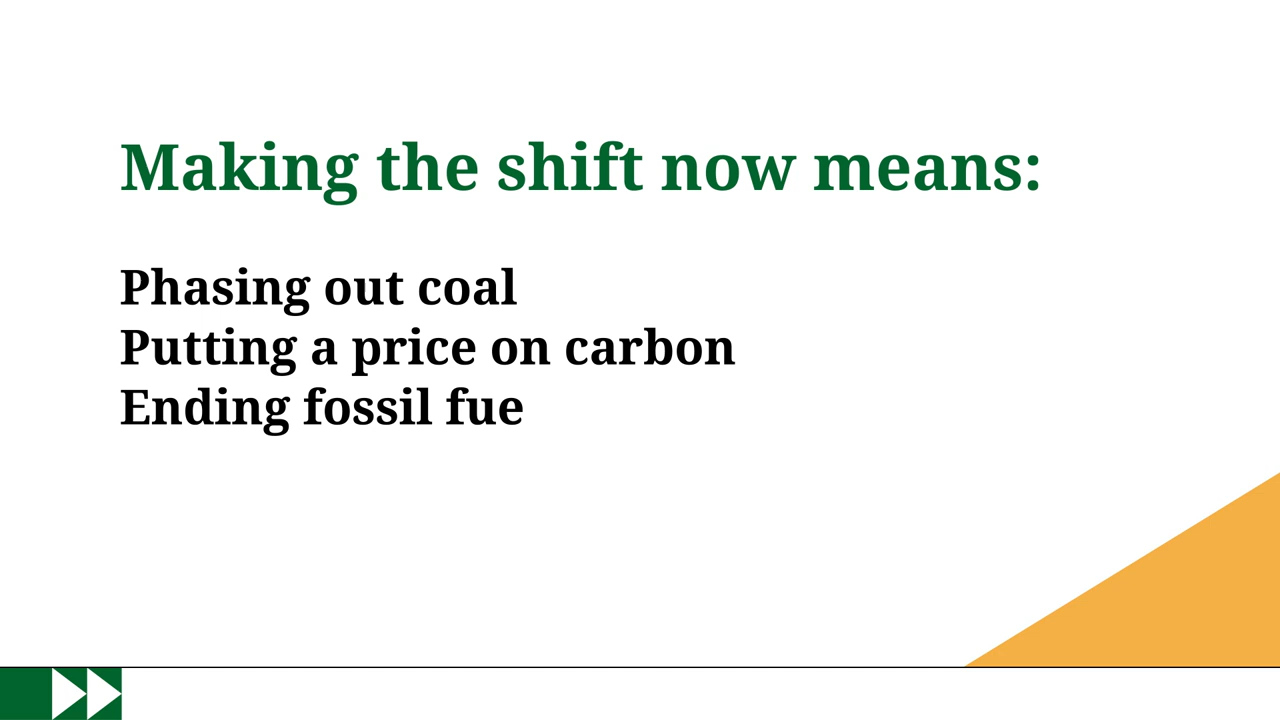 Making the shift now means:
Phasing out coal
Putting a price on carbon
Ending fossil fue